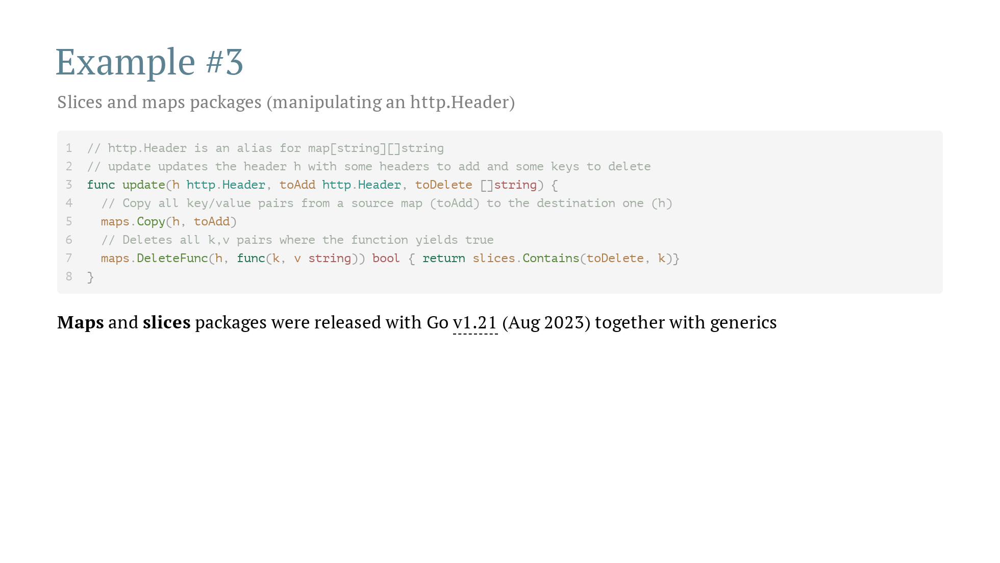 Example #3
Slices and maps packages (manipulating an http.Header)
1 // http.Header is an alias for map[string][]string
2 // update updates the header h with some headers to add and some keys to delete
3 func update(h http.Header, toAdd http.Header, toDelete []string) {
4   // Copy all key/value pairs from a source map (toAdd) to the destination one (h)
5   maps.Copy(h, toAdd)
6   // Deletes all k,v pairs where the function yields true
7   maps.DeleteFunc(h, func(k, v string)) bool { return slices.Contains(toDelete, k)}
8 }
Maps and slices packages were released with Go v1.21 (Aug 2023) together with generics